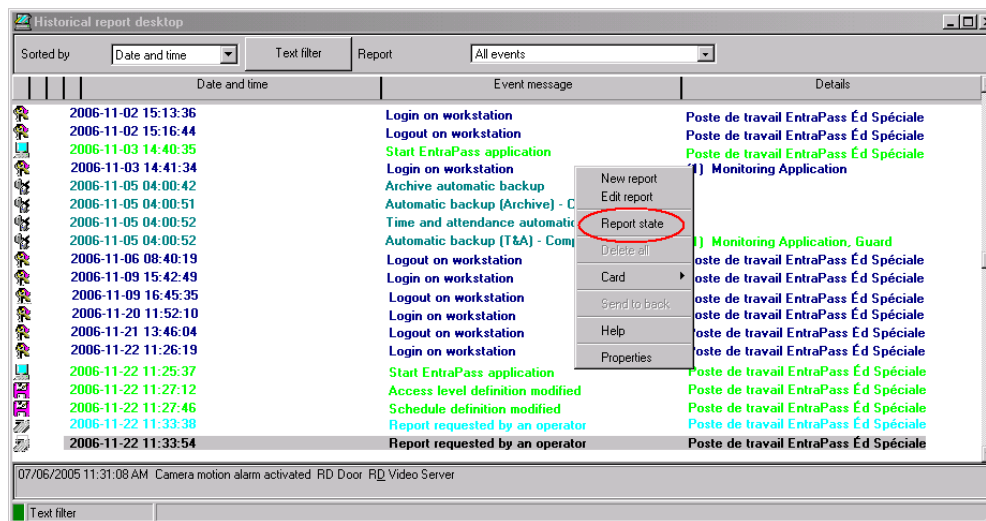 Historical report desktop
Sorted by Date and time Text filter Report All events
Date and time Event message Details
2006-11-02 15:13:36 Login on workstation Poste de travail EntraPass Éd Spéciale
2006-11-02 15:16:44 Logout on workstation Poste de travail EntraPass Éd Spéciale
2006-11-03 14:40:35 Start EntraPass application Poste de travail EntraPass Éd Spéciale
2006-11-03 14:41:34 Login on workstation (1) Monitoring Application
2006-11-05 04:00:42 Archive automatic backup
2006-11-05 04:00:51 Automatic backup (Archive) -
2006-11-05 04:00:52 Time and attendance
2006-11-05 04:00:52 Automatic backup (T&A) - Monitoring Application, Guard
2006-11-06 08:40:19 Logout on workstation Poste de travail EntraPass Éd Spéciale
2006-11-09 15:42:49 Login on workstation Poste de travail EntraPass Éd Spéciale
2006-11-09 16:45:35 Logout on workstation Poste de travail EntraPass Éd Spéciale
2006-11-20 11:52:10 Login on workstation Poste de travail EntraPass Éd Spéciale
2006-11-21 13:46:04 Logout on workstation Poste de travail EntraPass Éd Spéciale
2006-11-22 11:26:19 Login on workstation Poste de travail EntraPass Éd Spéciale
2006-11-22 11:25:37 Start EntraPass application Poste de travail EntraPass Éd Spéciale
2006-11-22 11:27:12 Access level definition modified Poste de travail EntraPass Éd Spéciale
2006-11-22 11:27:46 Schedule definition modified Poste de travail EntraPass Éd Spéciale
2006-11-22 11:33:38 Report requested by an operator Poste de travail EntraPass Éd Spéciale
2006-11-22 11:33:54 Report requested by an operator Poste de travail EntraPass Éd Spéciale
New report
Edit report
Report state
Delete all
Card
Send to back
Help
Properties
07/06/2005 11:31:08 AM Camera motion alarm activated RD Door RD Video Server
Text filter